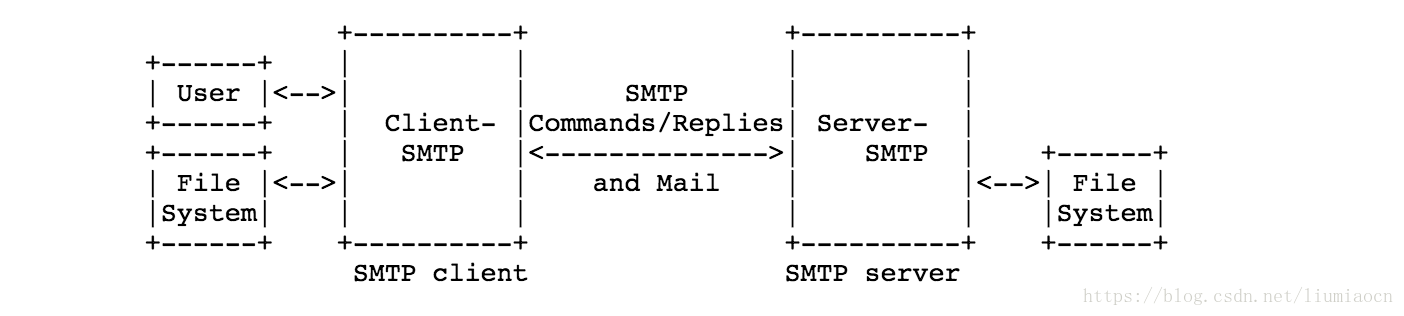 +----------+                +----------+
+------+    |          |                |          |
| User |<-->|          |      SMTP      |          |
+------+    |  Client- |Commands/Replies| Server-  |
+------+    |   SMTP   |<-------------->|    SMTP  |    +------+
| File |<-->|          |    and Mail    |          |<-->| File |
|System|    |          |                |          |    |System|
+------+    +----------+                +----------+    +------+
SMTP client                 SMTP server
https://blog.csdn.net/liumiaocn